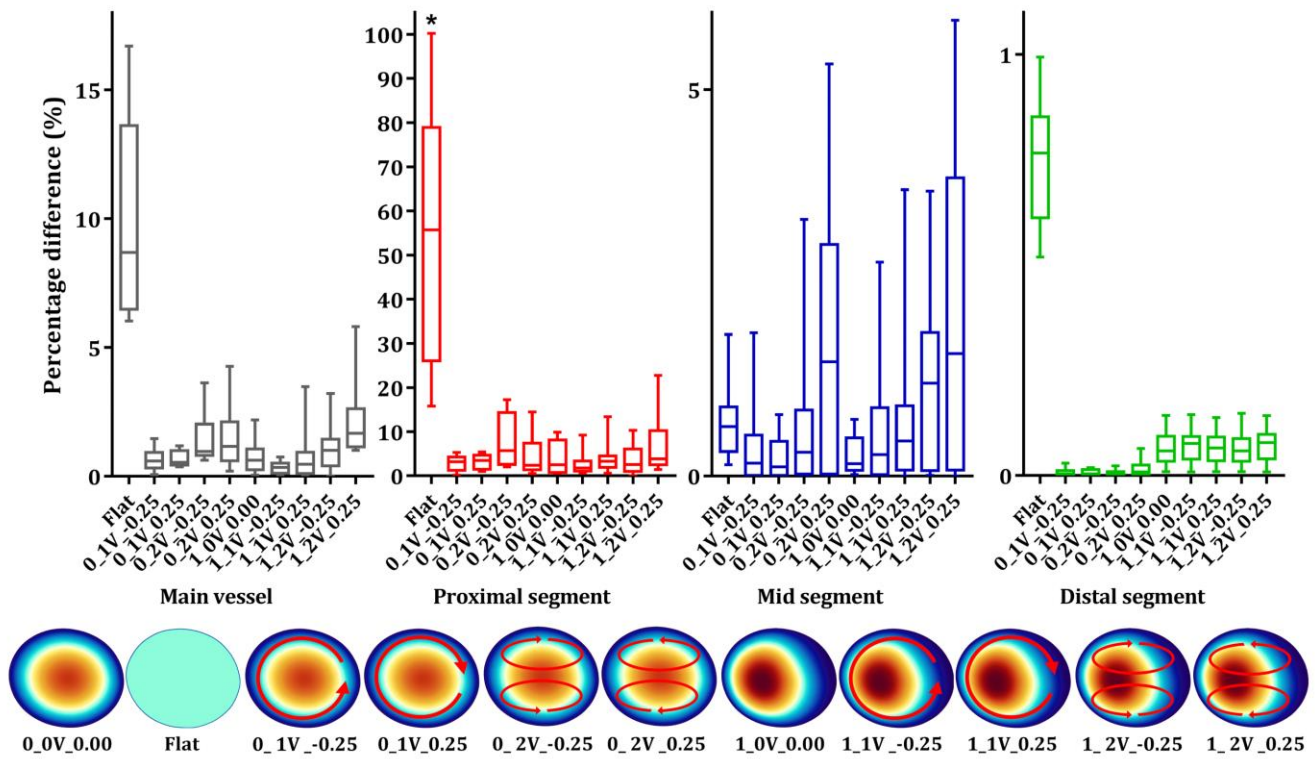 Percentage difference (%)
15
10
5
0
Flat
0_1V_-0.25
0_1V_0.25
0_2V_-0.25
0_2V_0.25
1_0V_0.00
1_1V_-0.25
1_1V_0.25
1_2V_-0.25
1_2V_0.25
Main vessel
*
100
90
80
70
60
50
40
30
20
10
0
Flat
0_1V_-0.25
0_1V_0.25
0_2V_-0.25
0_2V_0.25
1_0V_0.00
1_1V_-0.25
1_1V_0.25
1_2V_-0.25
1_2V_0.25
Proximal segment
5
0
Flat
0_1V_-0.25
0_1V_0.25
0_2V_-0.25
0_2V_0.25
1_0V_0.00
1_1V_-0.25
1_1V_0.25
1_2V_-0.25
1_2V_0.25
Mid segment
1
0
Flat
0_1V_-0.25
0_1V_0.25
0_2V_-0.25
0_2V_0.25
1_0V_0.00
1_1V_-0.25
1_1V_0.25
1_2V_-0.25
1_2V_0.25
Distal segment
0_0V_0.00 Flat 0_1V_-0.25 0_1V_0.25 0_2V_-0.25 0_2V_0.25 1_0V_0.00 1_1V_-0.25 1_1V_0.25 1_2V_-0.25 1_2V_0.25